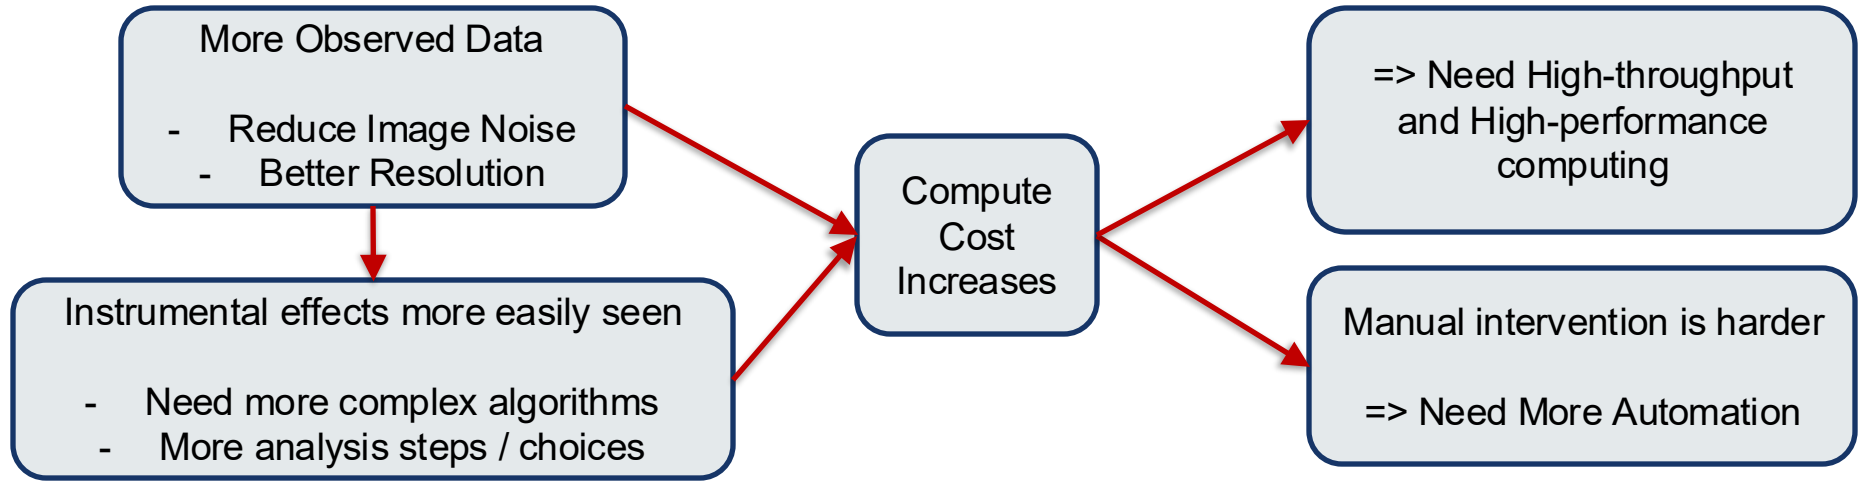 More Observed Data
- Reduce Image Noise
- Better Resolution
Instrumental effects more easily seen
- Need more complex algorithms
- More analysis steps / choices
Compute
Cost
Increases
=> Need High-throughput
and High-performance
computing
Manual intervention is harder
=> Need More Automation